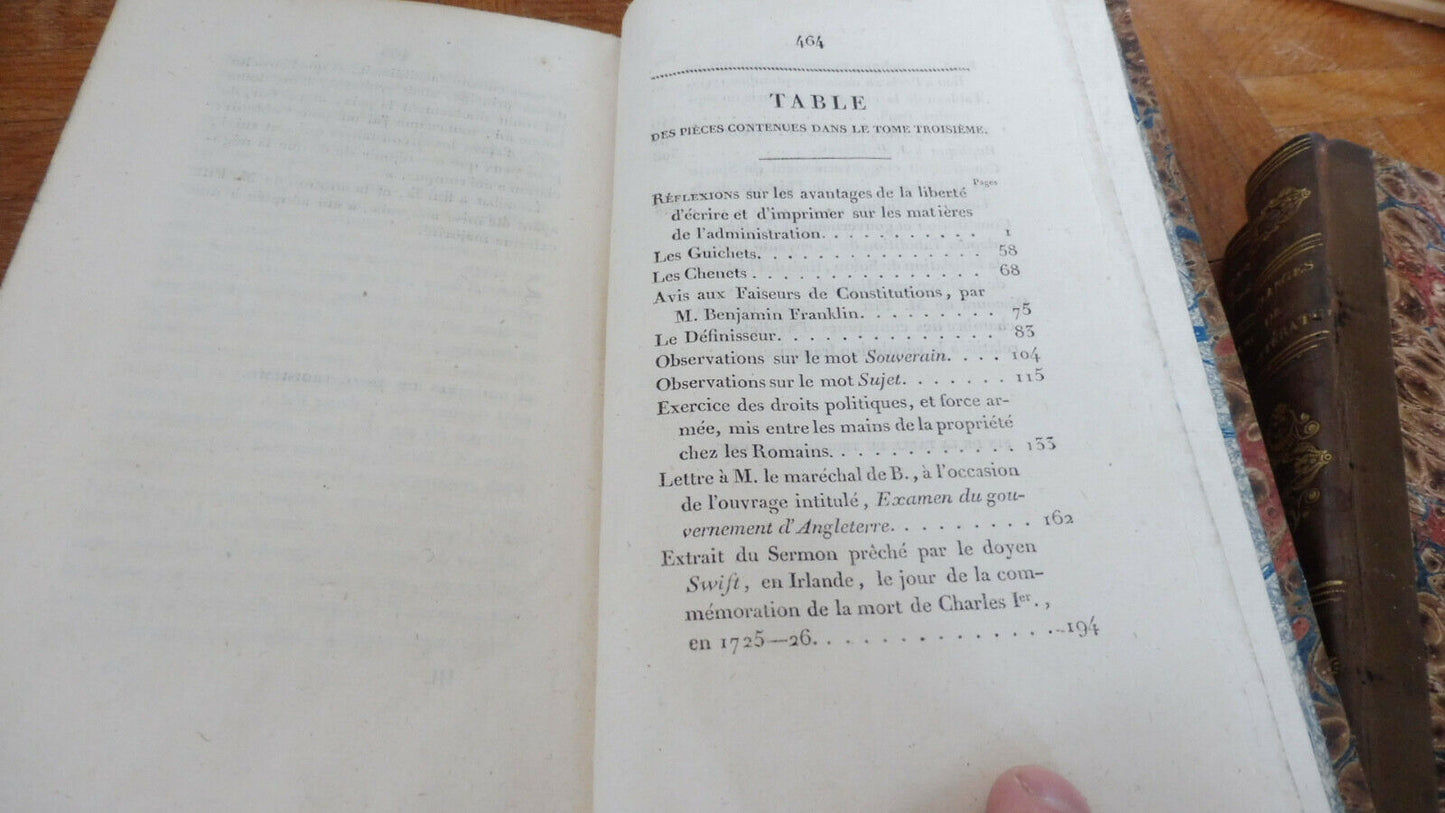 464
TABLE
DES PIÈCES CONTENUES DANS LE TOME TROISIÈME.
Pages
RÉFLEXIONS sur les avantages de la liberté
d'écrire et d'imprimer sur les matières
de l'administration. . . . . . . . . . . 1
Les Guichets. . . . . . . . . . . . . . . 58
Les Chenets . . . . . . . . . . . . . . . 68
Avis aux Faiseurs de Constitutions, par
M. Benjamin Franklin. . . . . . . . . 75
Le Définisseur. . . . . . . . . . . . . . 83
Observations sur le mot Souverain. . . . 104
Observations sur le mot Sujet. . . . . . . 115
Exercice des droits politiques, et force ar-
mée, mis entre les mains de la propriété
chez les Romains. . . . . . . . . . . . 133
Lettre à M. le maréchal de B., à l'occasion
de l'ouvrage intitulé, Examen du gou-
vernement d'Angleterre. . . . . . . . . 162
Extrait du Sermon prêché par le doyen
Swift, en Irlande, le jour de la com-
mémoration de la mort de Charles Ier.,
en 1725—26. . . . . . . . . . . . . . . 194